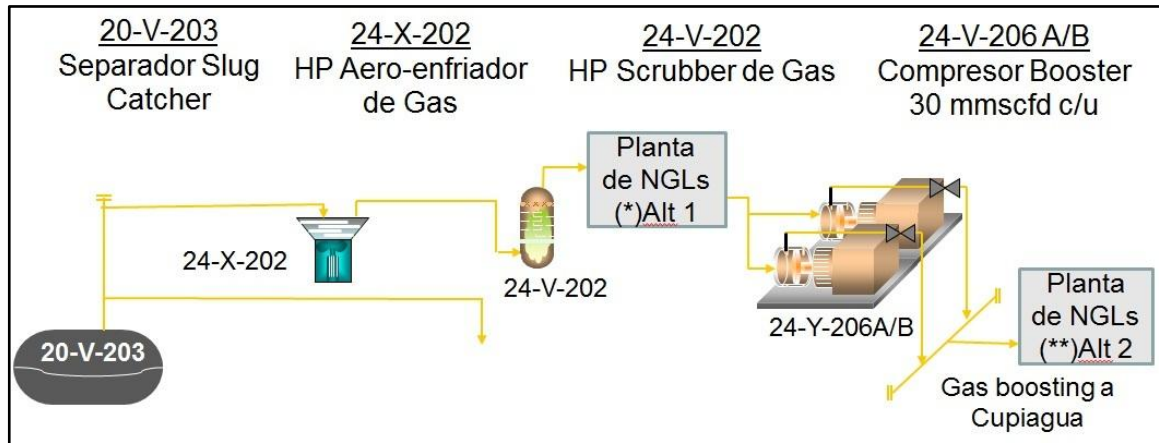 20-V-203
Separador Slug
Catcher
24-X-202
HP Aero-enfriador
de Gas
24-V-202
HP Scrubber de Gas
24-V-206 A/B
Compresor Booster
30 mmscfd c/u
Planta
de NGLs
(*)Alt 1
24-X-202
24-V-202
24-Y-206A/B
20-V-203
Planta
de NGLs
(**)Alt 2
Gas boosting a
Cupiagua